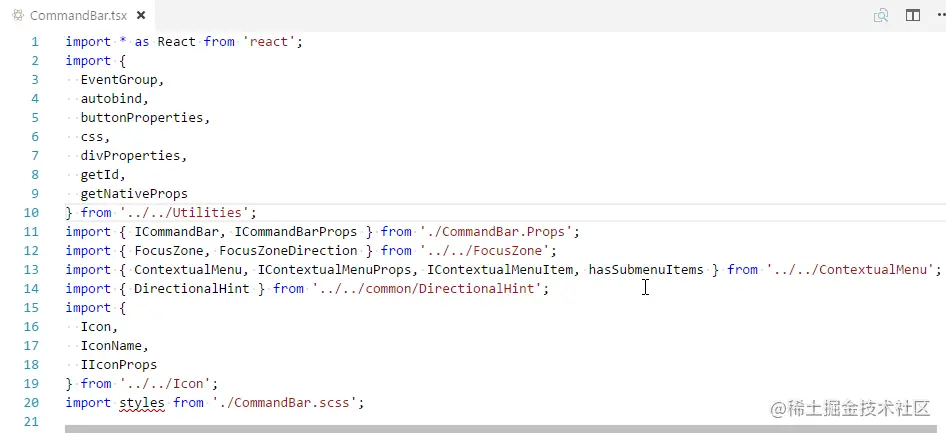 CommandBar.tsx
1 import * as React from 'react';
2 import {
3 EventGroup,
4 autobind,
5 buttonProperties,
6 css,
7 divProperties,
8 getId,
9 getNativeProps
10 } from '../../Utilities';
11 import { ICommandBar, ICommandBarProps } from './CommandBar.Props';
12 import { FocusZone, FocusZoneDirection } from '../../FocusZone';
13 import { ContextualMenu, IContextualMenuProps, IContextualMenuItem, hasSubmenuItems } from '../../ContextualMenu';
14 import { DirectionalHint } from '../../common/DirectionalHint';
15 import {
16 Icon,
17 IconName,
18 IIconProps
19 } from '../../Icon';
20 import styles from './CommandBar.scss';
21
@稀土掘金技术社区